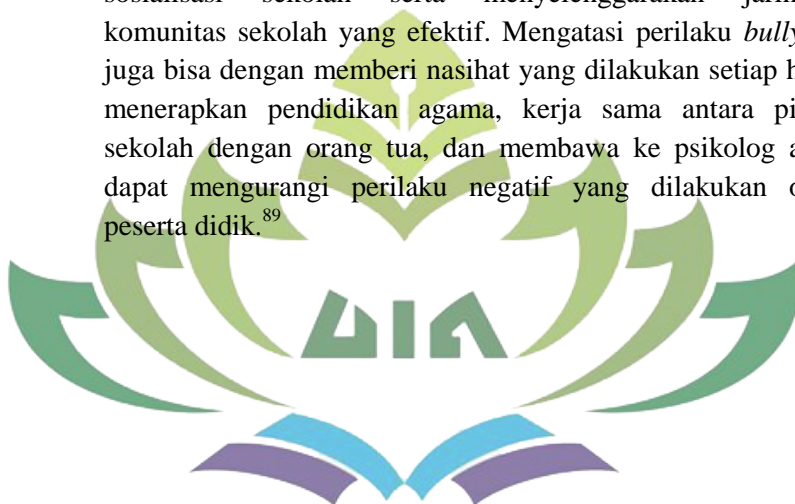 sosialisasi sekolah serta menyelenggarakan
komunitas sekolah yang efektif. Mengatasi perilaku bully
juga bisa dengan memberi nasihat yang dilakukan setiap
menerapkan pendidikan agama, kerja sama antara
sekolah dengan orang tua, dan membawa ke psikolog
dapat mengurangi perilaku negatif yang dilakukan
peserta didik.89
UIN